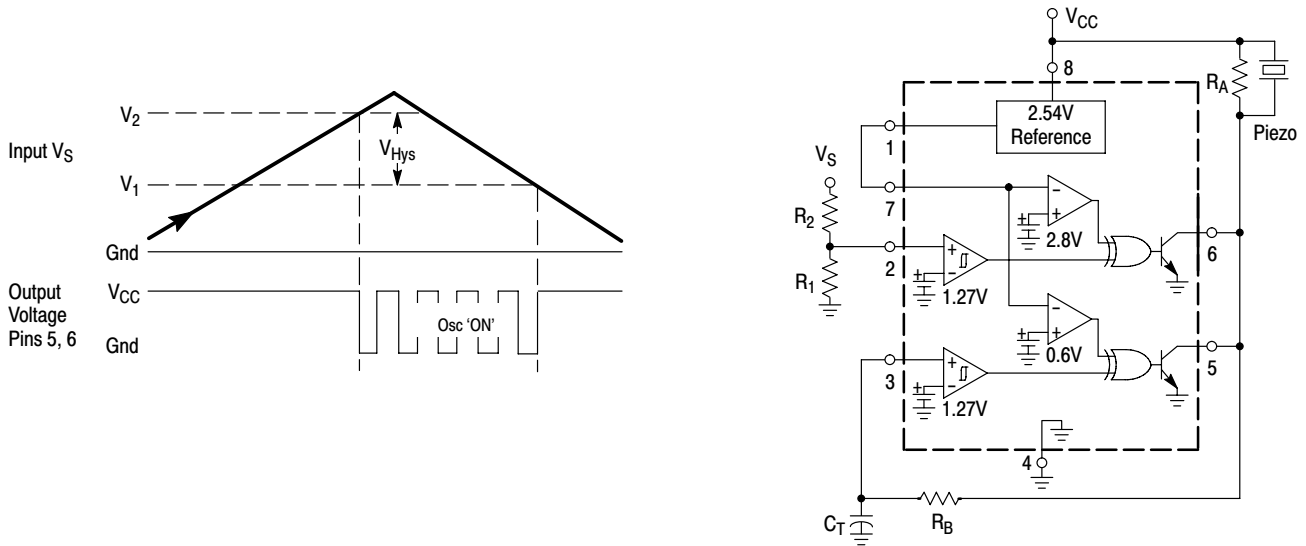 V2
Input VS
VHys
V1
Gnd
Output
Voltage
Pins 5, 6
VCC
Osc 'ON'
Gnd
VCC
8
RA
Piezo
2.54V
Reference
1
VS
7
R2
–
+
2.8V
6
2
+
–
+
1.27V
R1
–
+
0.6V
5
3
+
–
+
1.27V
4
CT
RB